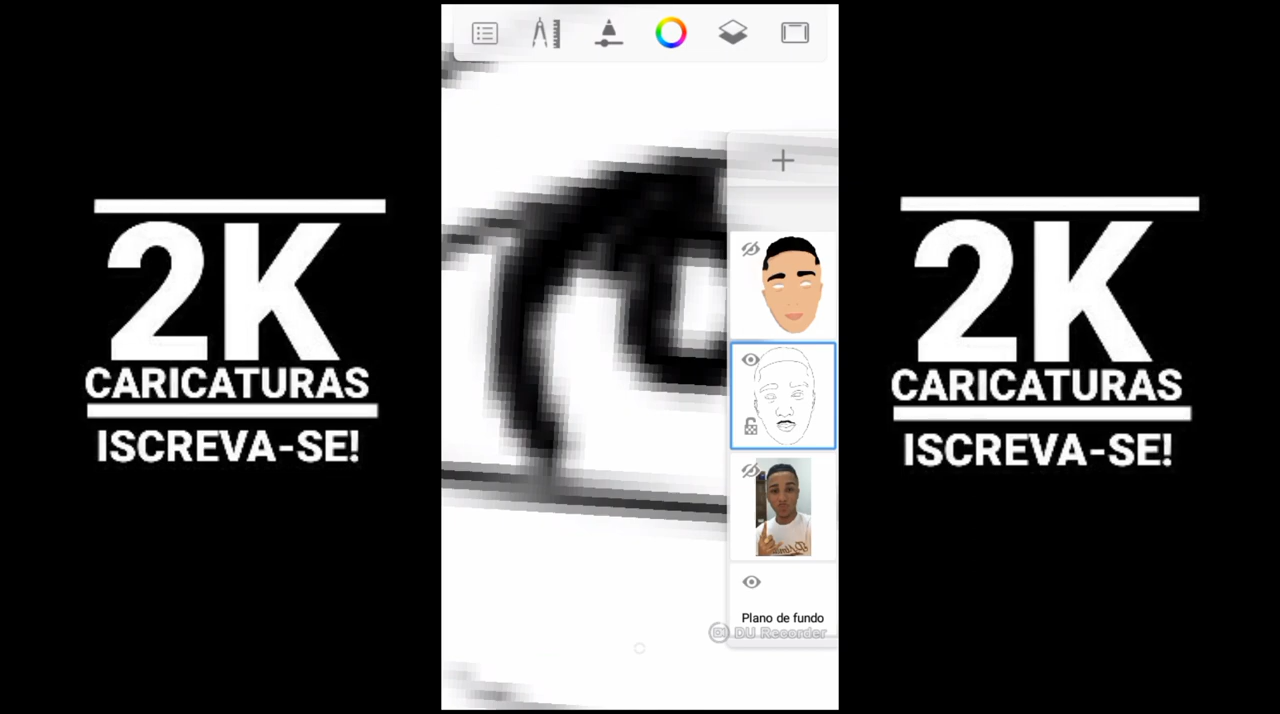 2K
CARICATURAS
ISCREVA-SE!
Plano de fundo
DU Recorder
2K
CARICATURAS
ISCREVA-SE!